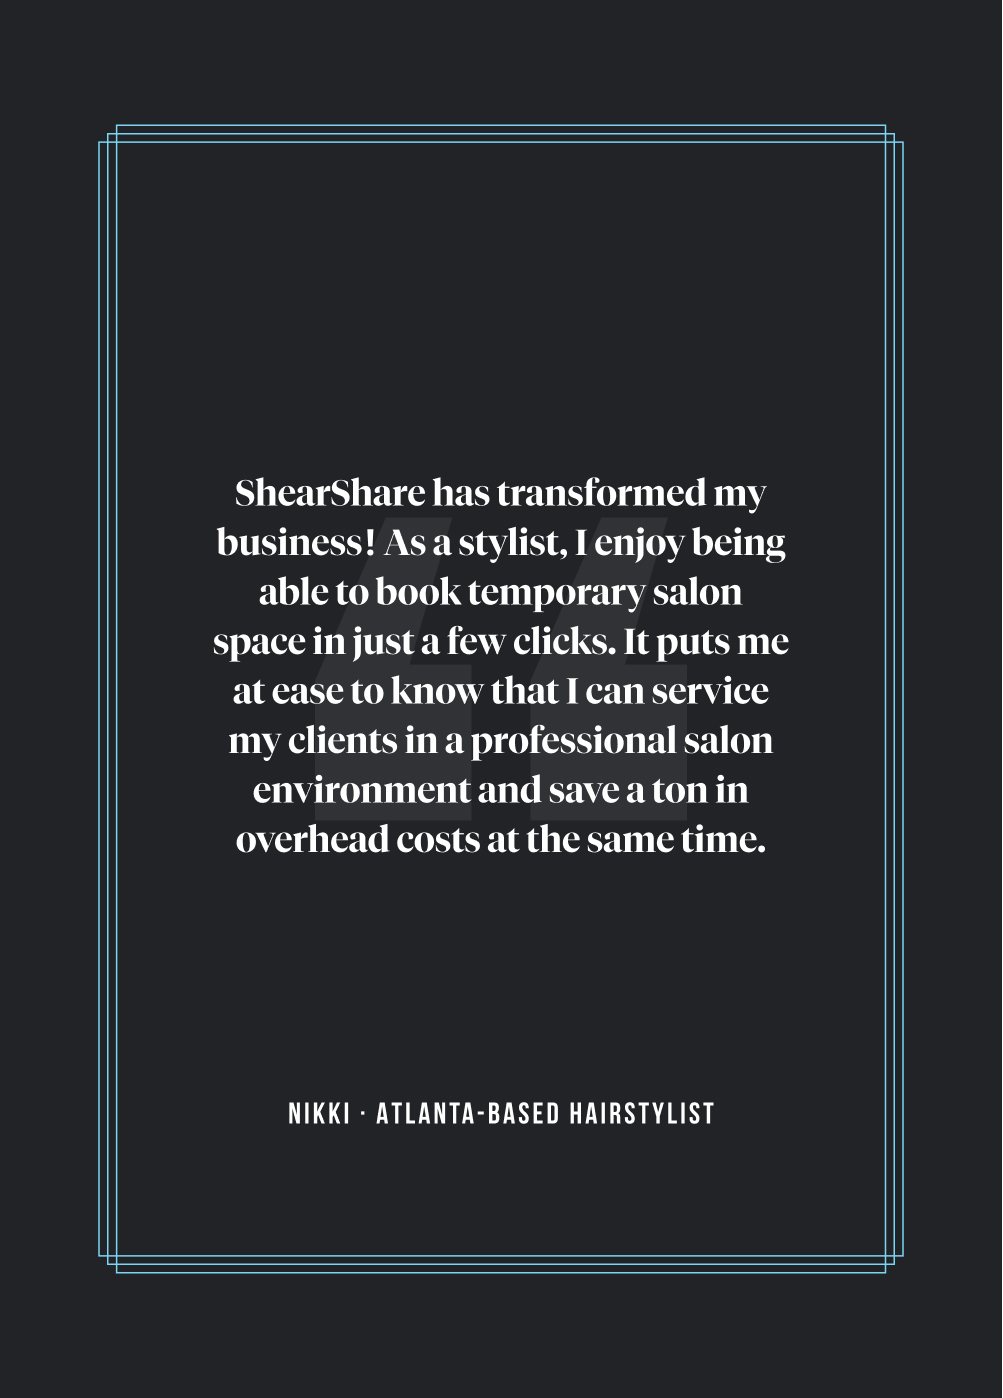 ShearShare has transformed my
business! As a stylist, I enjoy being
able to book temporary salon
space in just a few clicks. It puts me
at ease to know that I can service
my clients in a professional salon
environment and save a ton in
overhead costs at the same time.
NIKKI · ATLANTA-BASED HAIRSTYLIST